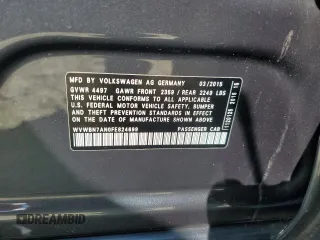 MFD. BY VOLKSWAGEN AG GERMANY 03/2015
GVWR 4497 GAWR FRONT 2359 / REAR 2249 LBS
THIS VEHICLE CONFORMS TO ALL APPLICABLE
U.S. FEDERAL MOTOR VEHICLE SAFETY, BUMPER
AND THEFT PREVENTION STANDARDS IN EFFECT
ON THE DATE OF MANUFACTURE SHOWN ABOVE
WVWBN7AN0FE824699 PASSENGER CAR
DREAMBID